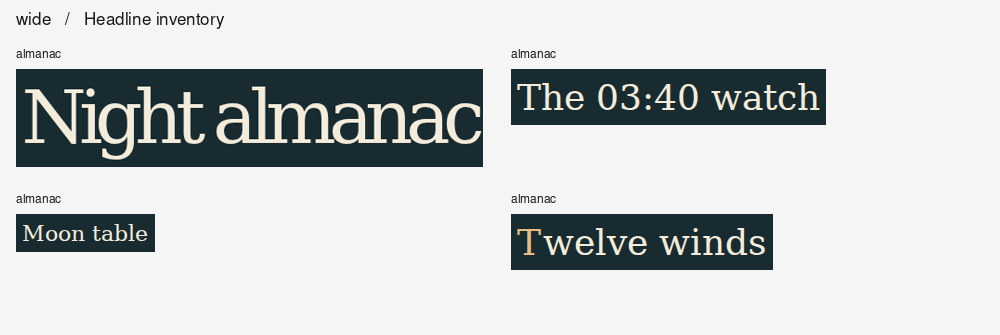 wide / Headline inventory
almanac
Night almanac
almanac
The 03:40 watch
almanac
Moon table
almanac
Twelve winds